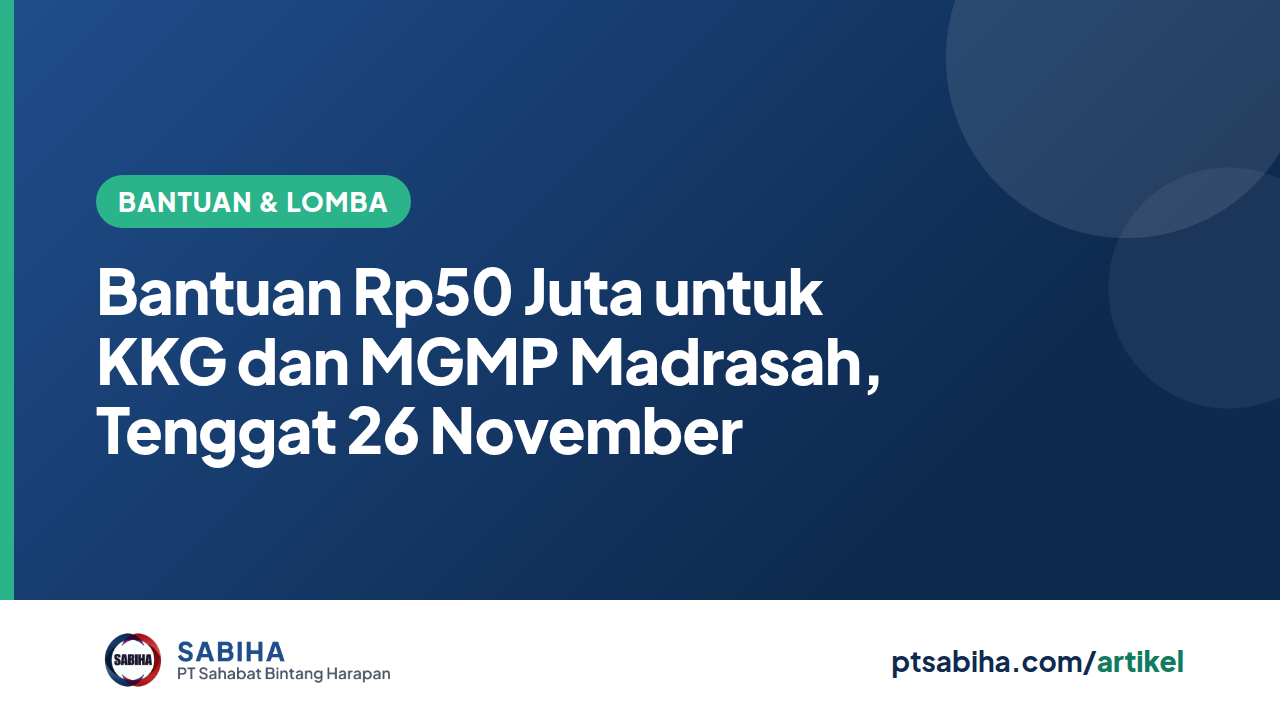 BANTUAN & LOMBA
Bantuan Rp50 Juta untuk
KKG dan MGMP Madrasah,
Tenggat 26 November
SABIHA
SABIHA
PT Sahabat Bintang Harapan
ptsabiha.com/artikel